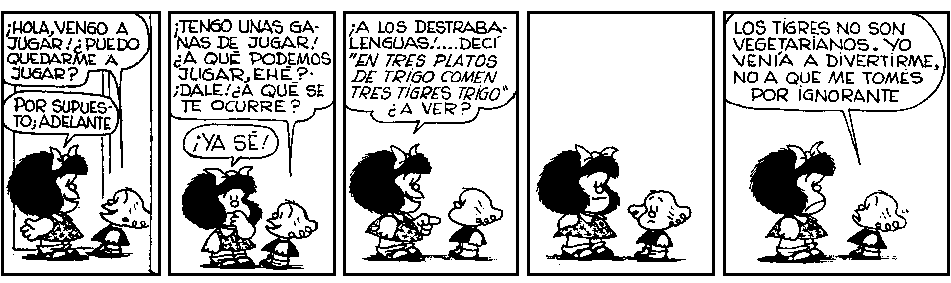 ¡HOLA, VENGO A
JUGAR! ¿PUEDO
QUEDARME A
JUGAR?
POR SUPUES-
TO; ADELANTE
¡TENGO UNAS GA-
NAS DE JUGAR!
¿A QUÉ PODEMOS
JUGAR, EHÉ?
¡DALE! ¿A QUÉ SE
TE OCURRE?
¡YA SÉ!
¡A LOS DESTRABA-
LENGUAS!....DECÍ
"EN TRES PLATOS
DE TRIGO COMEN
TRES TIGRES TRIGO",
¿A VER?
LOS TIGRES NO SON
VEGETARIANOS. YO
VENÍA A DIVERTIRME,
NO A QUE ME TOMES
POR IGNORANTE